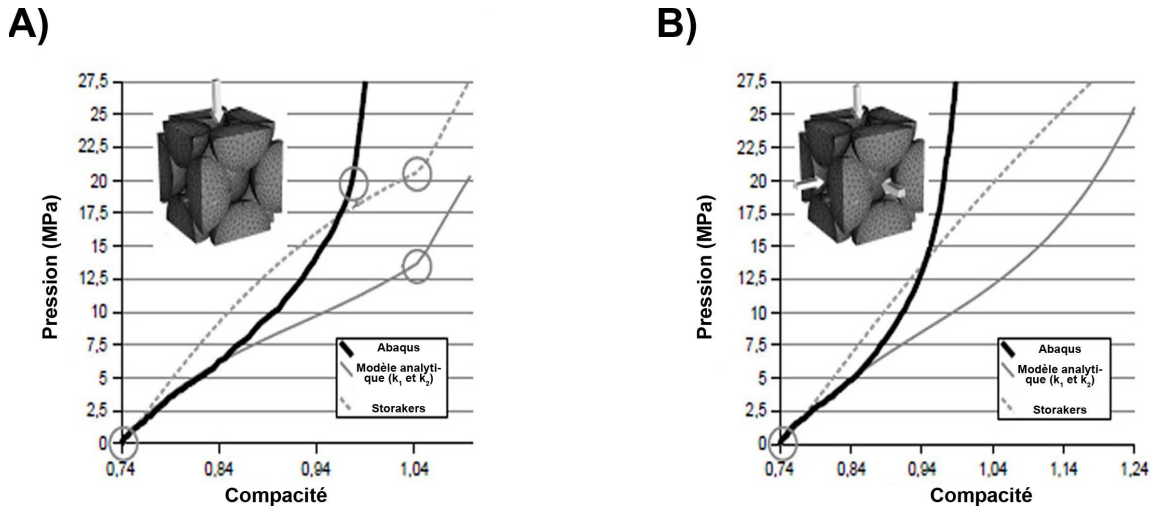 A)
27,5
25
22,5
20
17,5
15
12,5
10
7,5
5
2,5
0
Pression (MPa)
0,74
0,84
0,94
1,04
Compacité
Abaqus
Modèle analyti-
que (k1 et k2)
Storakers
B)
27,5
25
22,5
20
17,5
15
12,5
10
7,5
5
2,5
0
Pression (MPa)
0,74
0,84
0,94
1,04
1,14
1,24
Compacité
Abaqus
Modèle analyti-
que (k1 et k2)
Storakers